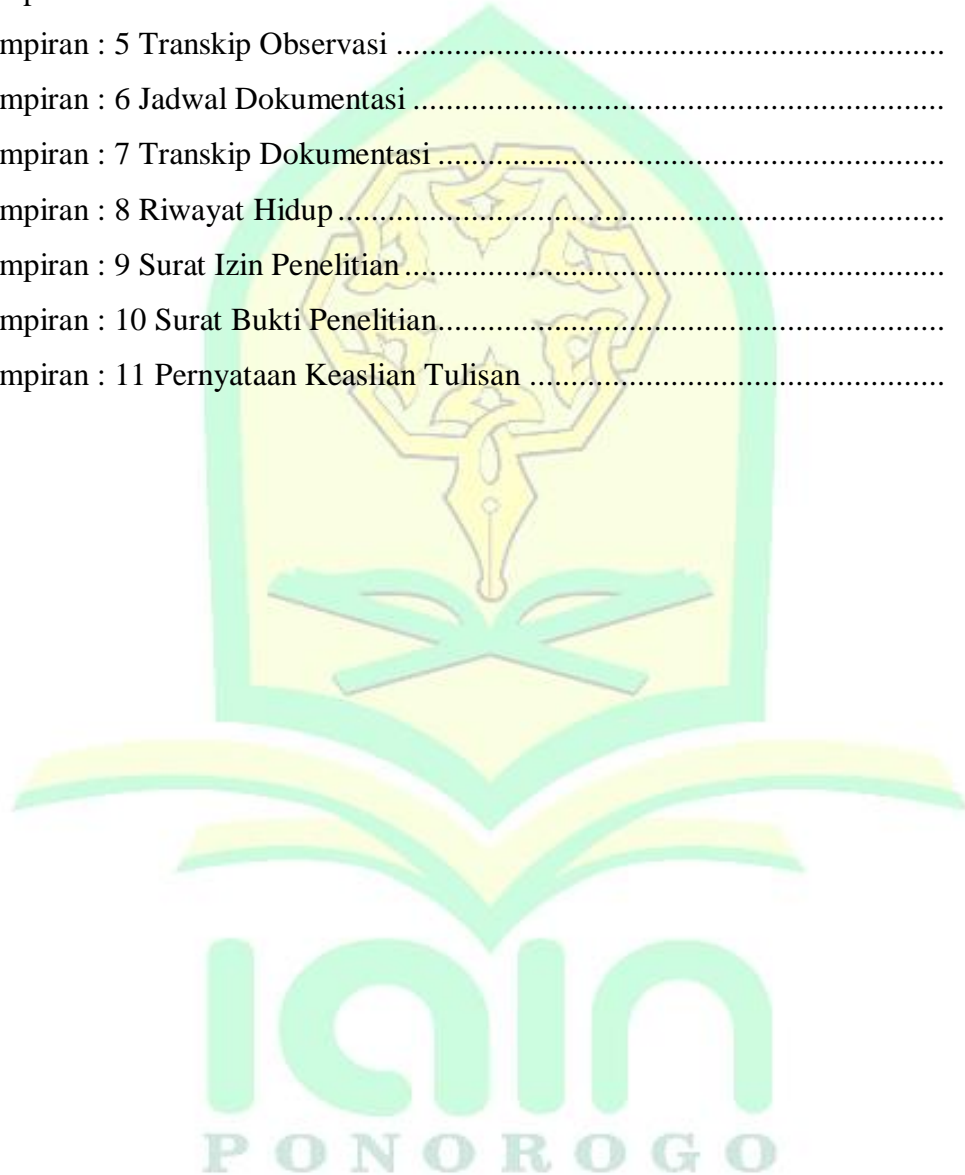 mpiran : 5 Transkip Observasi ....................................................................
mpiran : 6 Jadwal Dokumentasi ..................................................................
mpiran : 7 Transkip Dokumentasi ...............................................................
mpiran : 8 Riwayat Hidup ...........................................................................
mpiran : 9 Surat Izin Penelitian ...................................................................
mpiran : 10 Surat Bukti Penelitian...............................................................
mpiran : 11 Pernyataan Keaslian Tulisan ....................................................
iain
PONOROGO